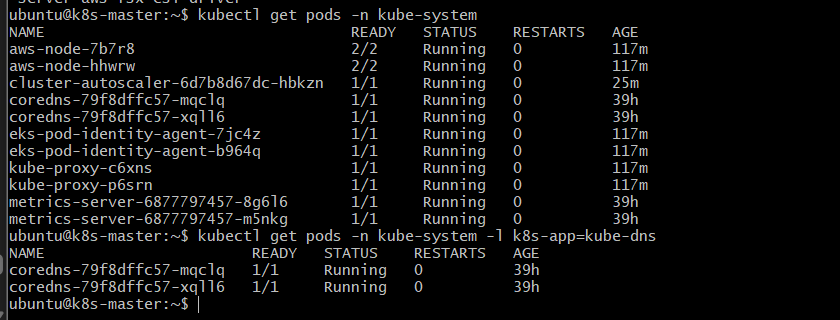 ubuntu@k8s-master:~$ kubectl get pods -n kube-system
NAME READY STATUS RESTARTS AGE
aws-node-7b7r8 2/2 Running 0 117m
aws-node-hhwrw 2/2 Running 0 117m
cluster-autoscaler-6d7b8d67dc-hbkzn 1/1 Running 0 25m
coredns-79f8dffc57-mqclq 1/1 Running 0 39h
coredns-79f8dffc57-xqll6 1/1 Running 0 39h
eks-pod-identity-agent-7jc4z 1/1 Running 0 117m
eks-pod-identity-agent-b964q 1/1 Running 0 117m
kube-proxy-c6xns 1/1 Running 0 117m
kube-proxy-p6srn 1/1 Running 0 117m
metrics-server-6877797457-8g6l6 1/1 Running 0 39h
metrics-server-6877797457-m5nkg 1/1 Running 0 39h
ubuntu@k8s-master:~$ kubectl get pods -n kube-system -l k8s-app=kube-dns
NAME READY STATUS RESTARTS AGE
coredns-79f8dffc57-mqclq 1/1 Running 0 39h
coredns-79f8dffc57-xqll6 1/1 Running 0 39h
ubuntu@k8s-master:~$